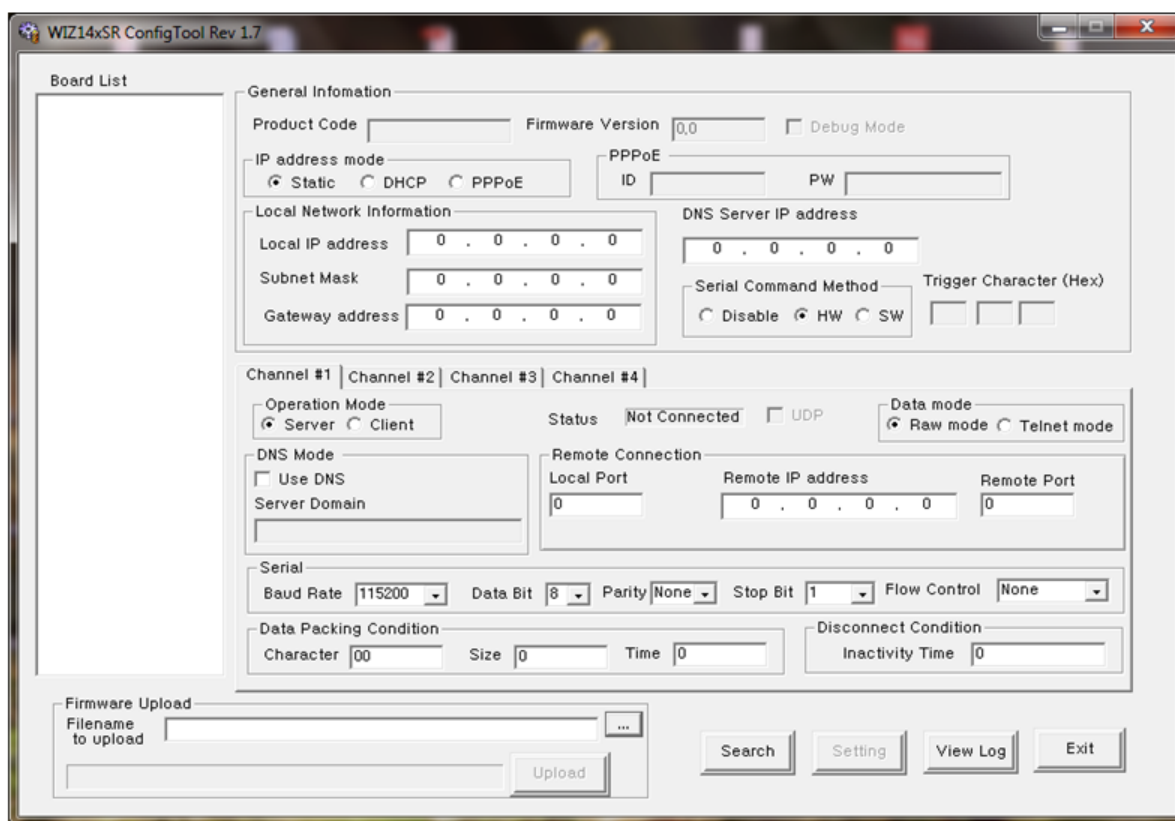 WIZ14xSR ConfigTool Rev 1.7
Board List
General Infomation
Product Code
Firmware Version 0,0
Debug Mode
IP address mode
Static DHCP PPPoE
PPPoE
ID PW
Local Network Information
Local IP address 0 . 0 . 0 . 0
Subnet Mask 0 . 0 . 0 . 0
Gateway address 0 . 0 . 0 . 0
DNS Server IP address
0 . 0 . 0 . 0
Serial Command Method
Disable HW SW
Trigger Character (Hex)
Channel #1 Channel #2 Channel #3 Channel #4
Operation Mode
Server Client
Status Not Connected
UDP
Data mode
Raw mode Telnet mode
DNS Mode
Use DNS
Server Domain
Remote Connection
Local Port Remote IP address Remote Port
0 0 . 0 . 0 . 0 0
Serial
Baud Rate 115200 Data Bit 8 Parity None Stop Bit 1 Flow Control None
Data Packing Condition
Character 00 Size 0 Time 0
Disconnect Condition
Inactivity Time 0
Firmware Upload
Filename
to upload
...
Upload
Search Setting View Log Exit